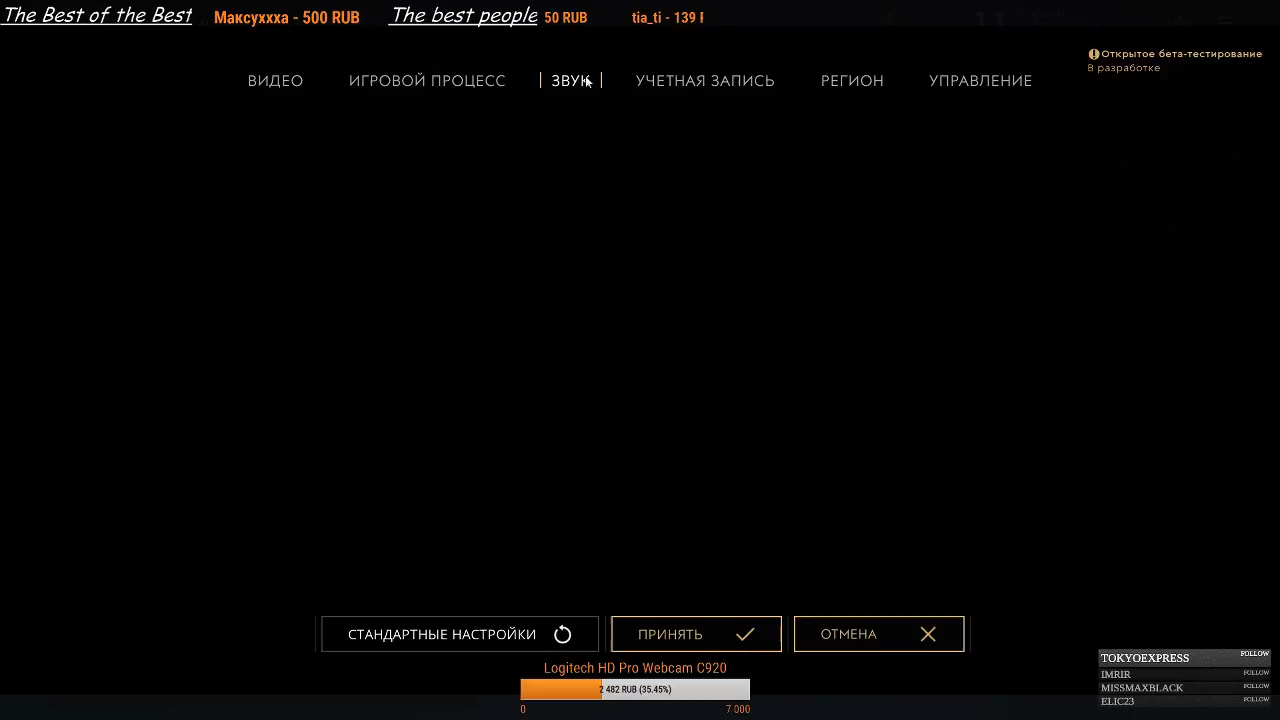 The Best of the Best Максуххха - 500 RUB The best people 50 RUB tia_ti - 139
Открытое бета-тестирование
В разработке
ВИДЕО ИГРОВОЙ ПРОЦЕСС ЗВУК УЧЕТНАЯ ЗАПИСЬ РЕГИОН УПРАВЛЕНИЕ
СТАНДАРТНЫЕ НАСТРОЙКИ ПРИНЯТЬ ОТМЕНА
Logitech HD Pro Webcam C920
2 482 RUB (35.45%)
0 7 000
TOKYOEXPRESS FOLLOW
IMRIR FOLLOW
MISSMAXBLACK FOLLOW
ELIC23 FOLLOW